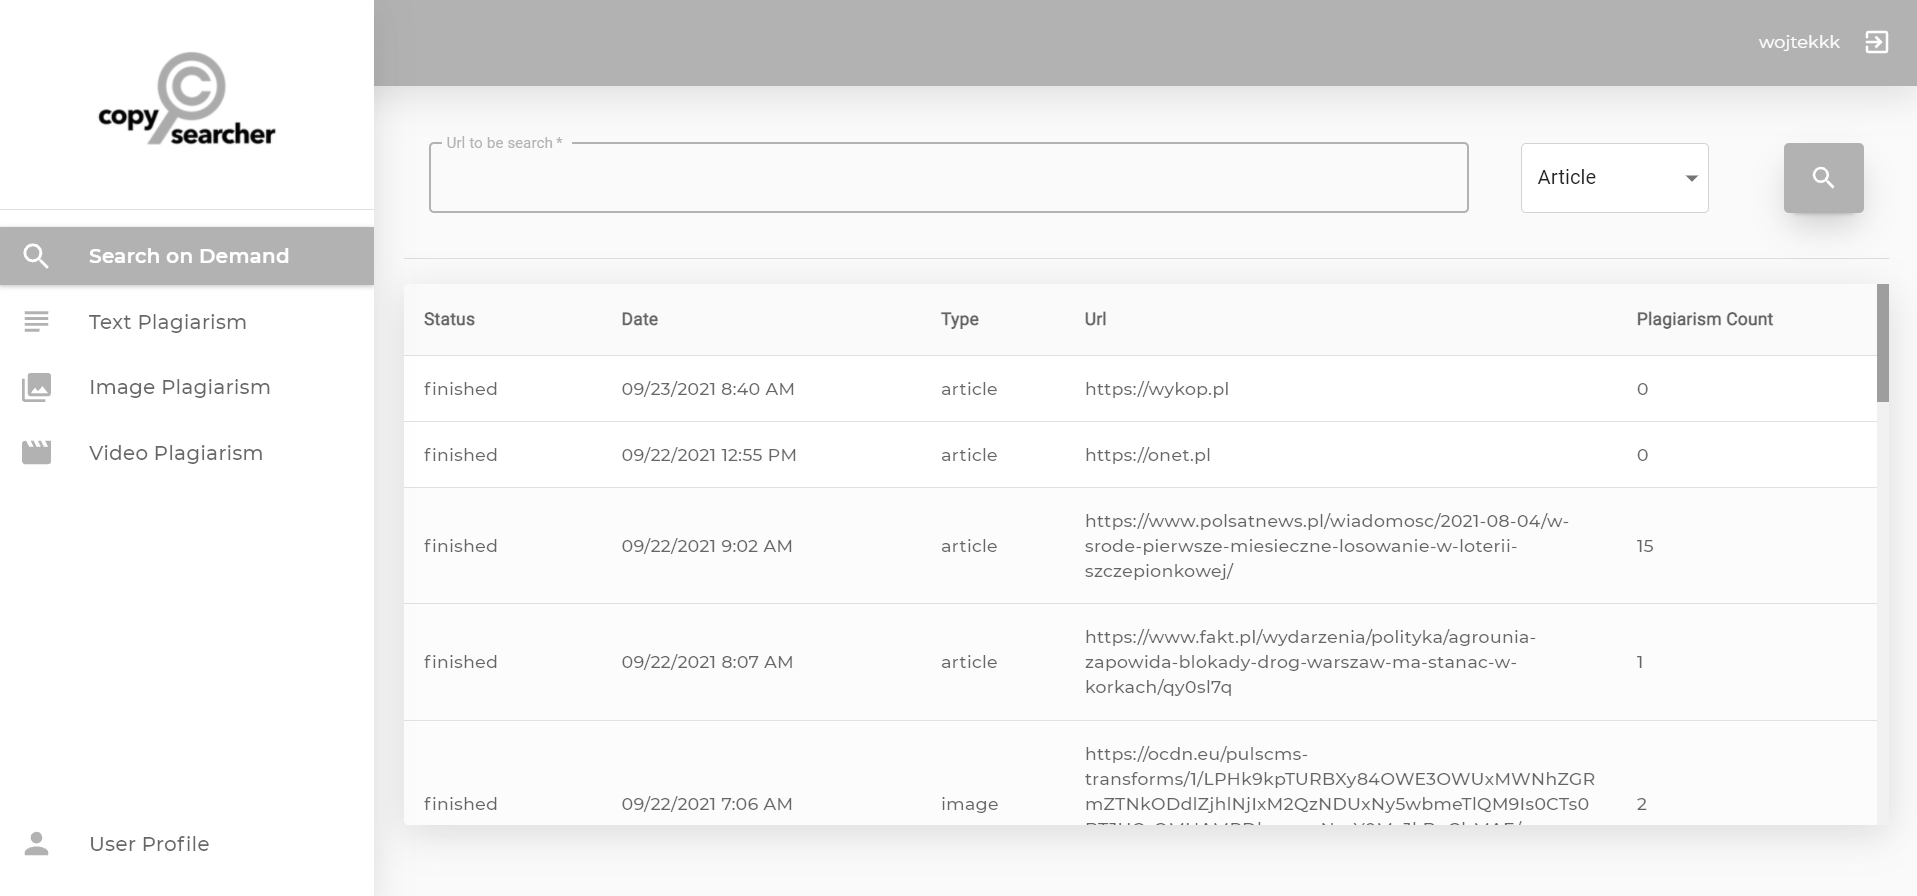 copy
searcher
wojtekkk
Search on Demand
Text Plagiarism
Image Plagiarism
Video Plagiarism
User Profile
Url to be search *
Article
Status Date Type Url Plagiarism Count
finished 09/23/2021 8:40 AM article https://wykop.pl 0
finished 09/22/2021 12:55 PM article https://onet.pl 0
https://www.polsatnews.pl/wiadomosc/2021-08-04/w-
finished 09/22/2021 9:02 AM article srode-pierwsze-miesieczne-losowanie-w-loterii- 15
szczepionkowej/
https://www.fakt.pl/wydarzenia/polityka/agrounia-
finished 09/22/2021 8:07 AM article zapowida-blokady-drog-warszaw-ma-stanac-w- 1
korkach/qy0sl7q
https://ocdn.eu/pulscms-
transforms/1/LPHk9kpTURBXy84OWE3OWUxMWNhZGR
finished 09/22/2021 7:06 AM image mZTNkODdlZjhlNjIxM2QzNDUxNy5wbmeTlQM9Is0CTs0 2